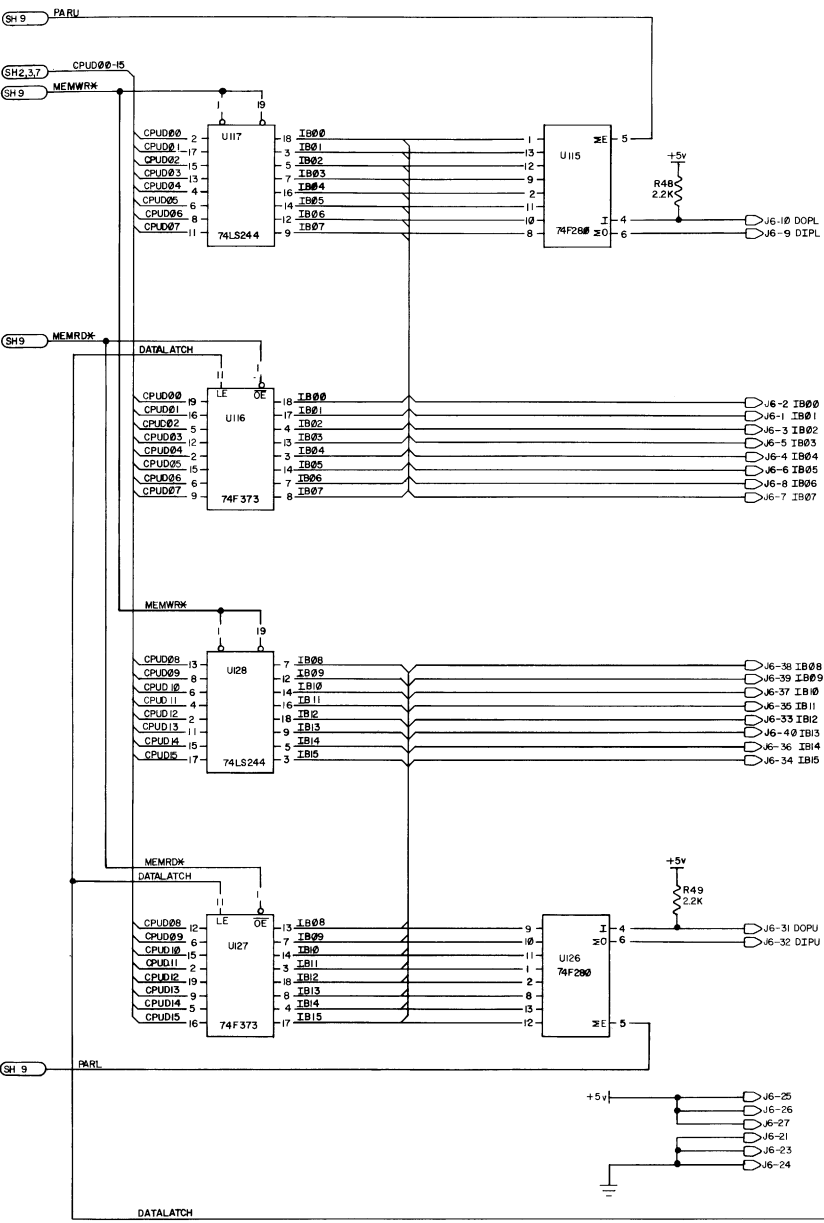 SH 9 PARU
SH2,3,7 CPUD00-15
SH 9 MEMWR*
1 19
CPUD00 2 U117 18 IB00 1 ΣE 5
CPUD01 17 3 IB01 13 U115 +5v
CPUD02 15 5 IB02 12
CPUD03 13 7 IB03 9 R48
CPUD04 4 16 IB04 2 2.2K
CPUD05 6 14 IB05 11
CPUD06 8 12 IB06 10 I 4 J6-10 DOPL
CPUD07 11 74LS244 9 IB07 8 74F280 ΣO 6 J6-9 DIPL
SH9 MEMRD*
DATALATCH
11 1
LE OE
CPUD00 19 18 IB00 J6-2 IB00
CPUD01 16 U116 17 IB01 J6-1 IB01
CPUD02 5 4 IB02 J6-3 IB02
CPUD03 12 13 IB03 J6-5 IB03
CPUD04 2 3 IB04 J6-4 IB04
CPUD05 15 14 IB05 J6-6 IB05
CPUD06 6 7 IB06 J6-8 IB06
CPUD07 9 74F373 8 IB07 J6-7 IB07
MEMWR*
1 19
CPUD08 13 U128 7 IB08 J6-38 IB08
CPUD09 8 12 IB09 J6-39 IB09
CPUD10 6 14 IB10 J6-37 IB10
CPUD11 4 16 IB11 J6-35 IB11
CPUD12 2 18 IB12 J6-33 IB12
CPUD13 11 9 IB13 J6-40 IB13
CPUD14 15 5 IB14 J6-36 IB14
CPUD15 17 74LS244 3 IB15 J6-34 IB15
MEMRD*
DATALATCH
+5v
R49
2.2K
11 1
LE OE
CPUD08 12 13 IB08 9 I 4 J6-31 DOPU
CPUD09 6 U127 7 IB09 10 ΣO 6 J6-32 DIPU
CPUD10 15 14 IB10 11 U126
CPUD11 2 3 IB11 1 74F280
CPUD12 19 18 IB12 2
CPUD13 9 8 IB13 8
CPUD14 5 4 IB14 13
CPUD15 16 74F373 17 IB15 12 ΣE 5
SH 9 PARL
+5v J6-25
J6-26
J6-27
J6-21
J6-23
J6-24
DATALATCH